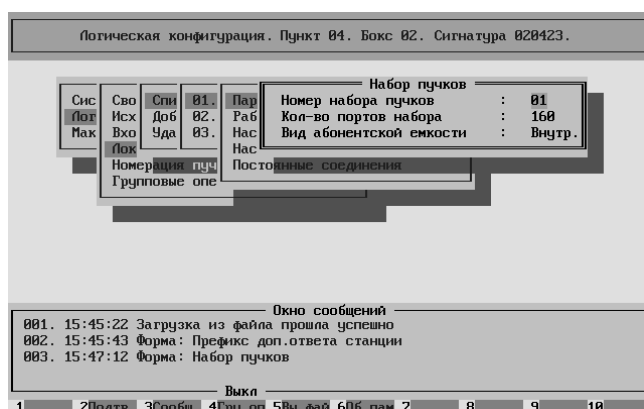 Логическая конфигурация. Пункт 04. Бокс 02. Сигнатура 020423.
Набор пучков
Сис Сво Спи 01. Пар Номер набора пучков : 01
Лог Исх Доб 02. Раб Кол-во портов набора : 160
Мак Вхо Уда 03. Нас Вид абонентской емкости : Внутр.
Лок Нас
Номерация пуч Постоянные соединения
Групповые опе
Окно сообщений
001. 15:45:22 Загрузка из файла прошла успешно
002. 15:45:43 Форма: Префикс доп.ответа станции
003. 15:47:12 Форма: Набор пучков
Выкл
1 2Подтв 3Сообщ 4Гру оп 5Вы фай 6Об пам 7 8 9 10